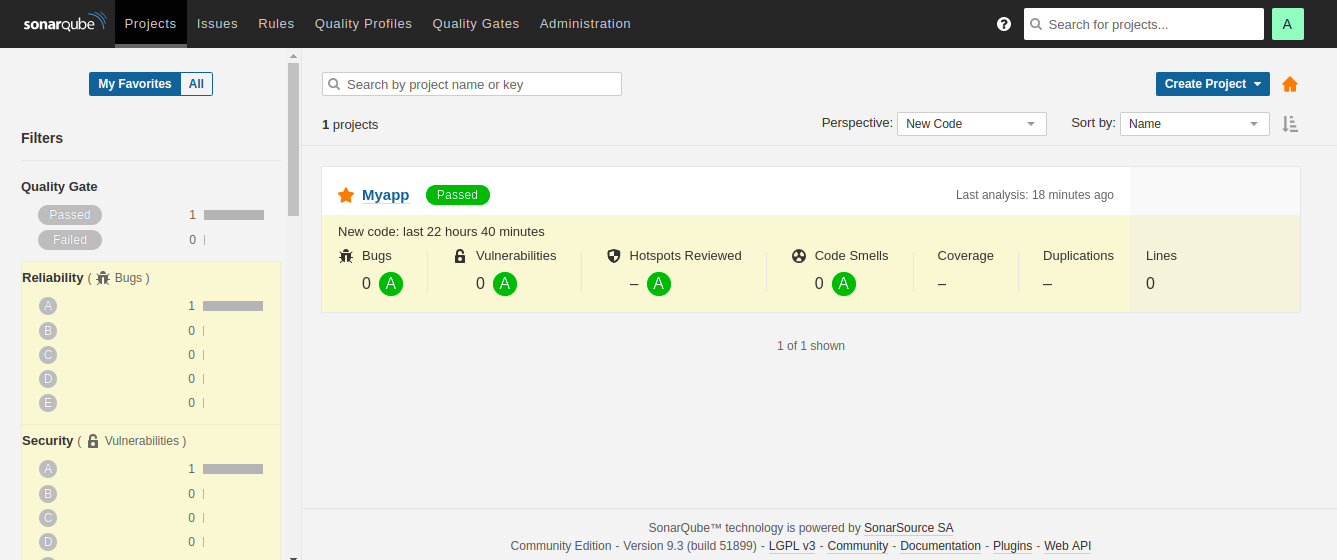 sonarqube Projects Issues Rules Quality Profiles Quality Gates Administration ? Search for projects... A
My Favorites All
Search by project name or key
Create Project
1 projects
Perspective: New Code
Sort by: Name
Filters
Quality Gate
Passed 1
Failed 0
Reliability ( Bugs )
A 1
B 0
C 0
D 0
E 0
Security ( Vulnerabilities )
A 1
B 0
C 0
D 0
Myapp Passed Last analysis: 18 minutes ago
New code: last 22 hours 40 minutes
Bugs Vulnerabilities Hotspots Reviewed Code Smells Coverage Duplications Lines
0 A 0 A – A 0 A – – 0
1 of 1 shown
SonarQube™ technology is powered by SonarSource SA
Community Edition - Version 9.3 (build 51899) - LGPL v3 - Community - Documentation - Plugins - Web API